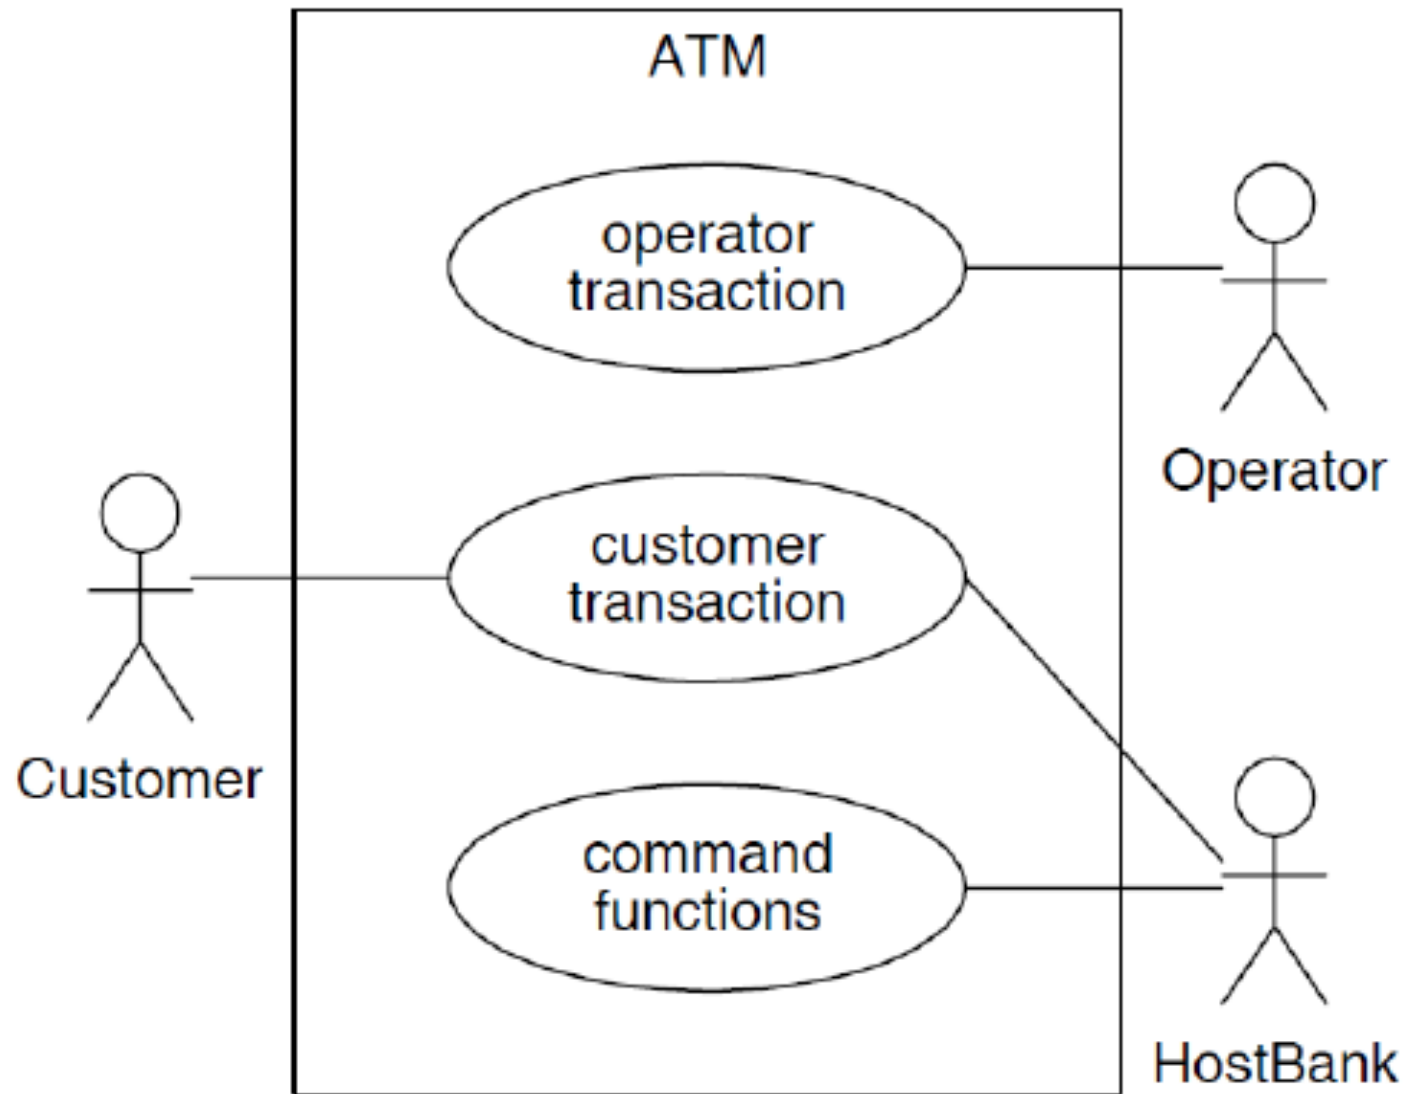 ATM
operator
transaction
Operator
customer
transaction
Customer
command
functions
HostBank